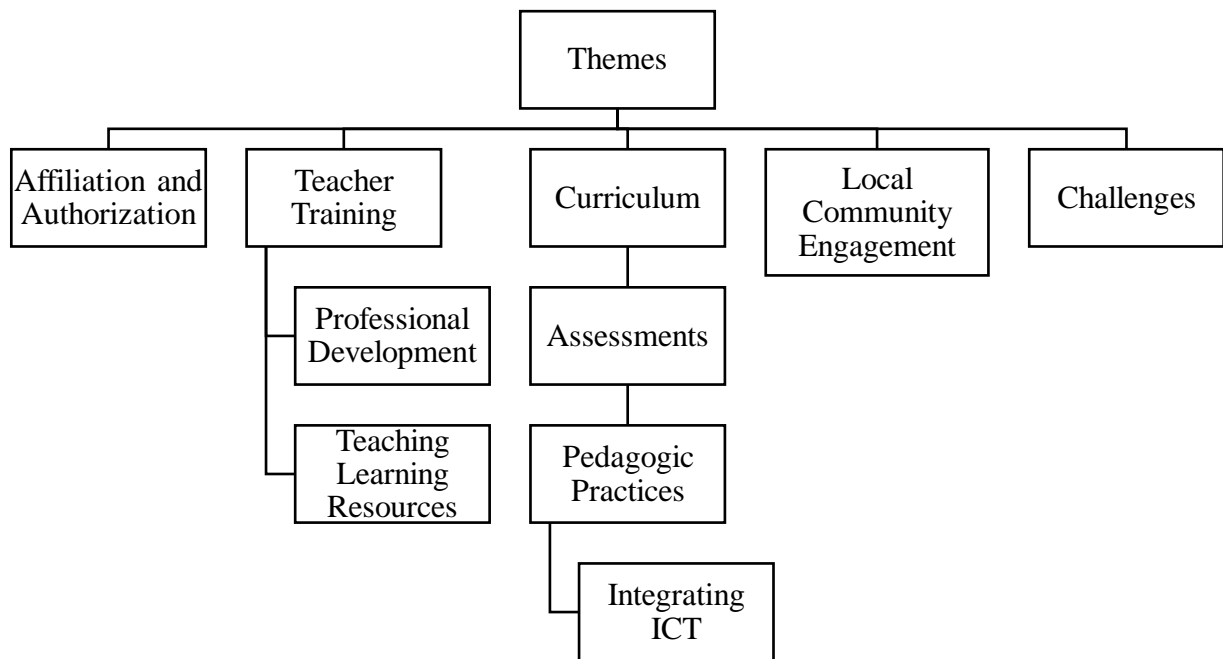 Themes
Affiliation and
Authorization
Teacher
Training
Curriculum
Local
Community
Engagement
Challenges
Professional
Development
Assessments
Teaching
Learning
Resources
Pedagogic
Practices
Integrating
ICT